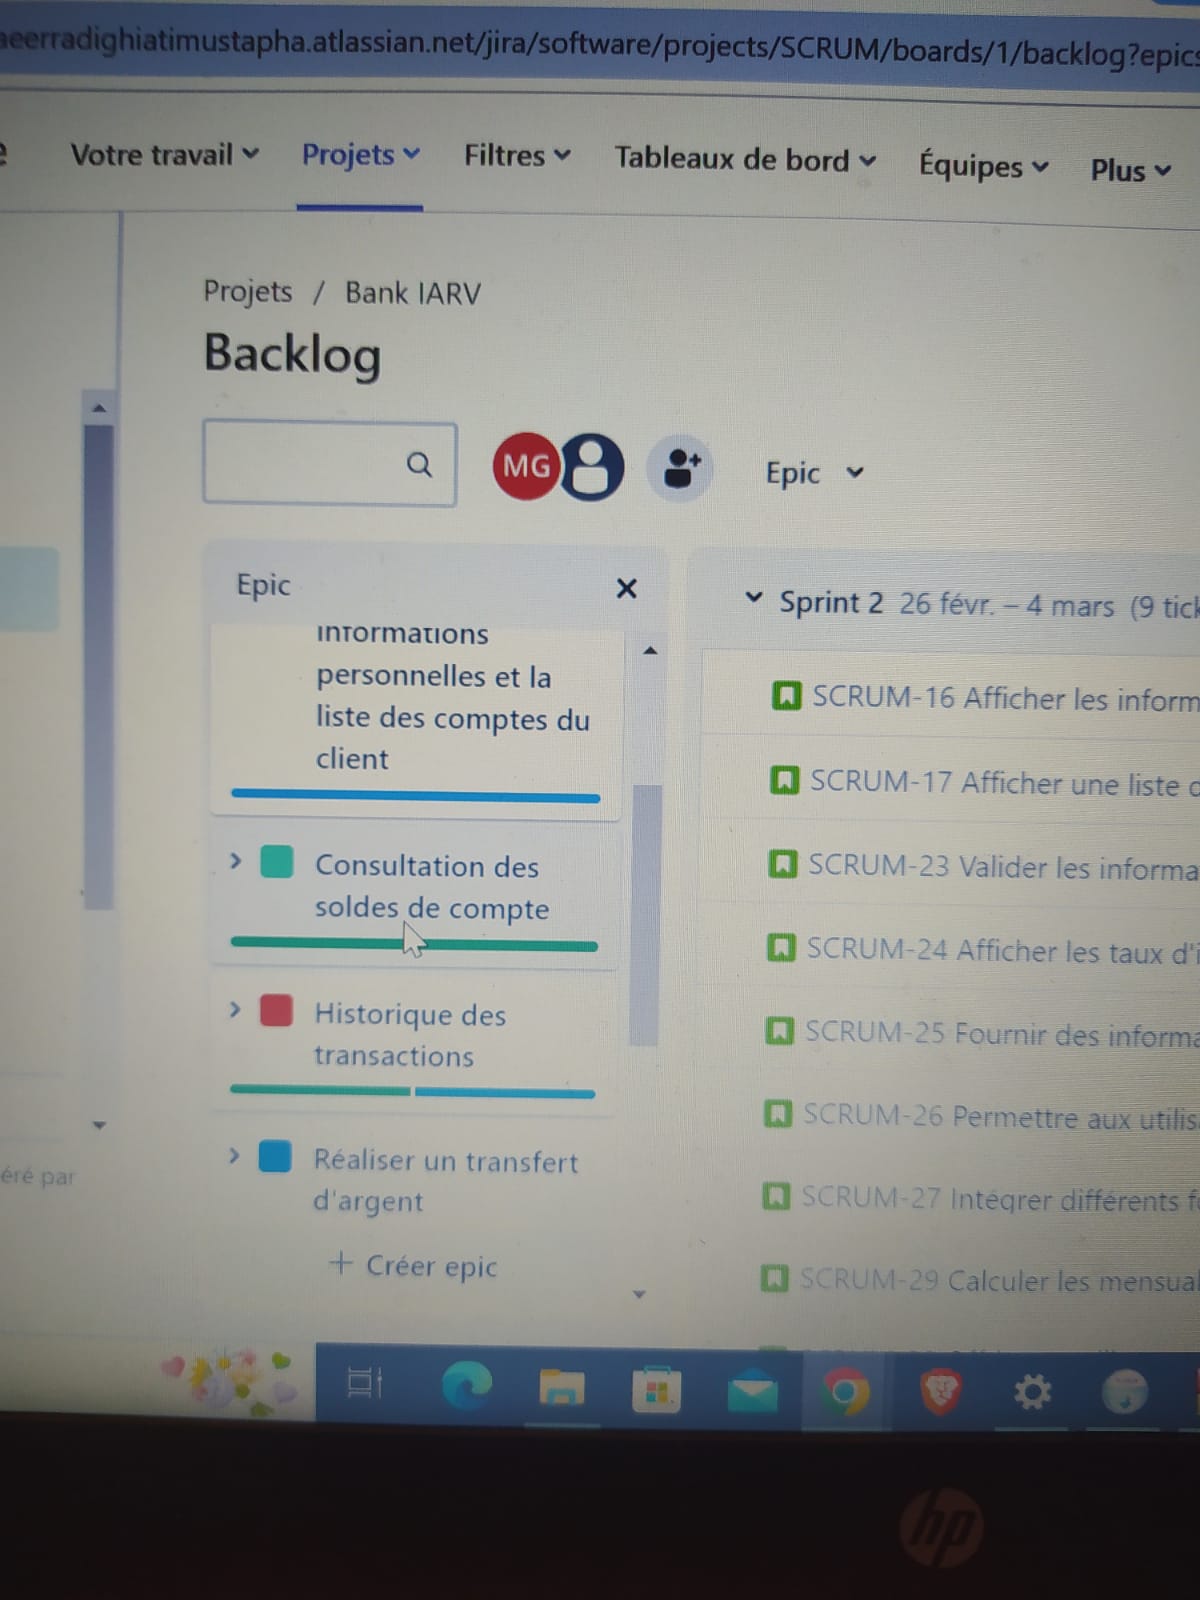 eerradighiatimustapha.atlassian.net/jira/software/projects/SCRUM/boards/1/backlog?epics
Votre travail
Projets
Filtres
Tableaux de bord
Équipes
Plus
Projets / Bank IARV
Backlog
MG
Epic
Epic
informations
personnelles et la
liste des comptes du
client
Consultation des
soldes de compte
Historique des
transactions
Réaliser un transfert
d'argent
+ Créer epic
éré par
Sprint 2 26 févr. – 4 mars (9 tick
SCRUM-16 Afficher les inform
SCRUM-17 Afficher une liste d
SCRUM-23 Valider les informa
SCRUM-24 Afficher les taux d'i
SCRUM-25 Fournir des informa
SCRUM-26 Permettre aux utilis
SCRUM-27 Intégrer différents f
SCRUM-29 Calculer les mensual
hp